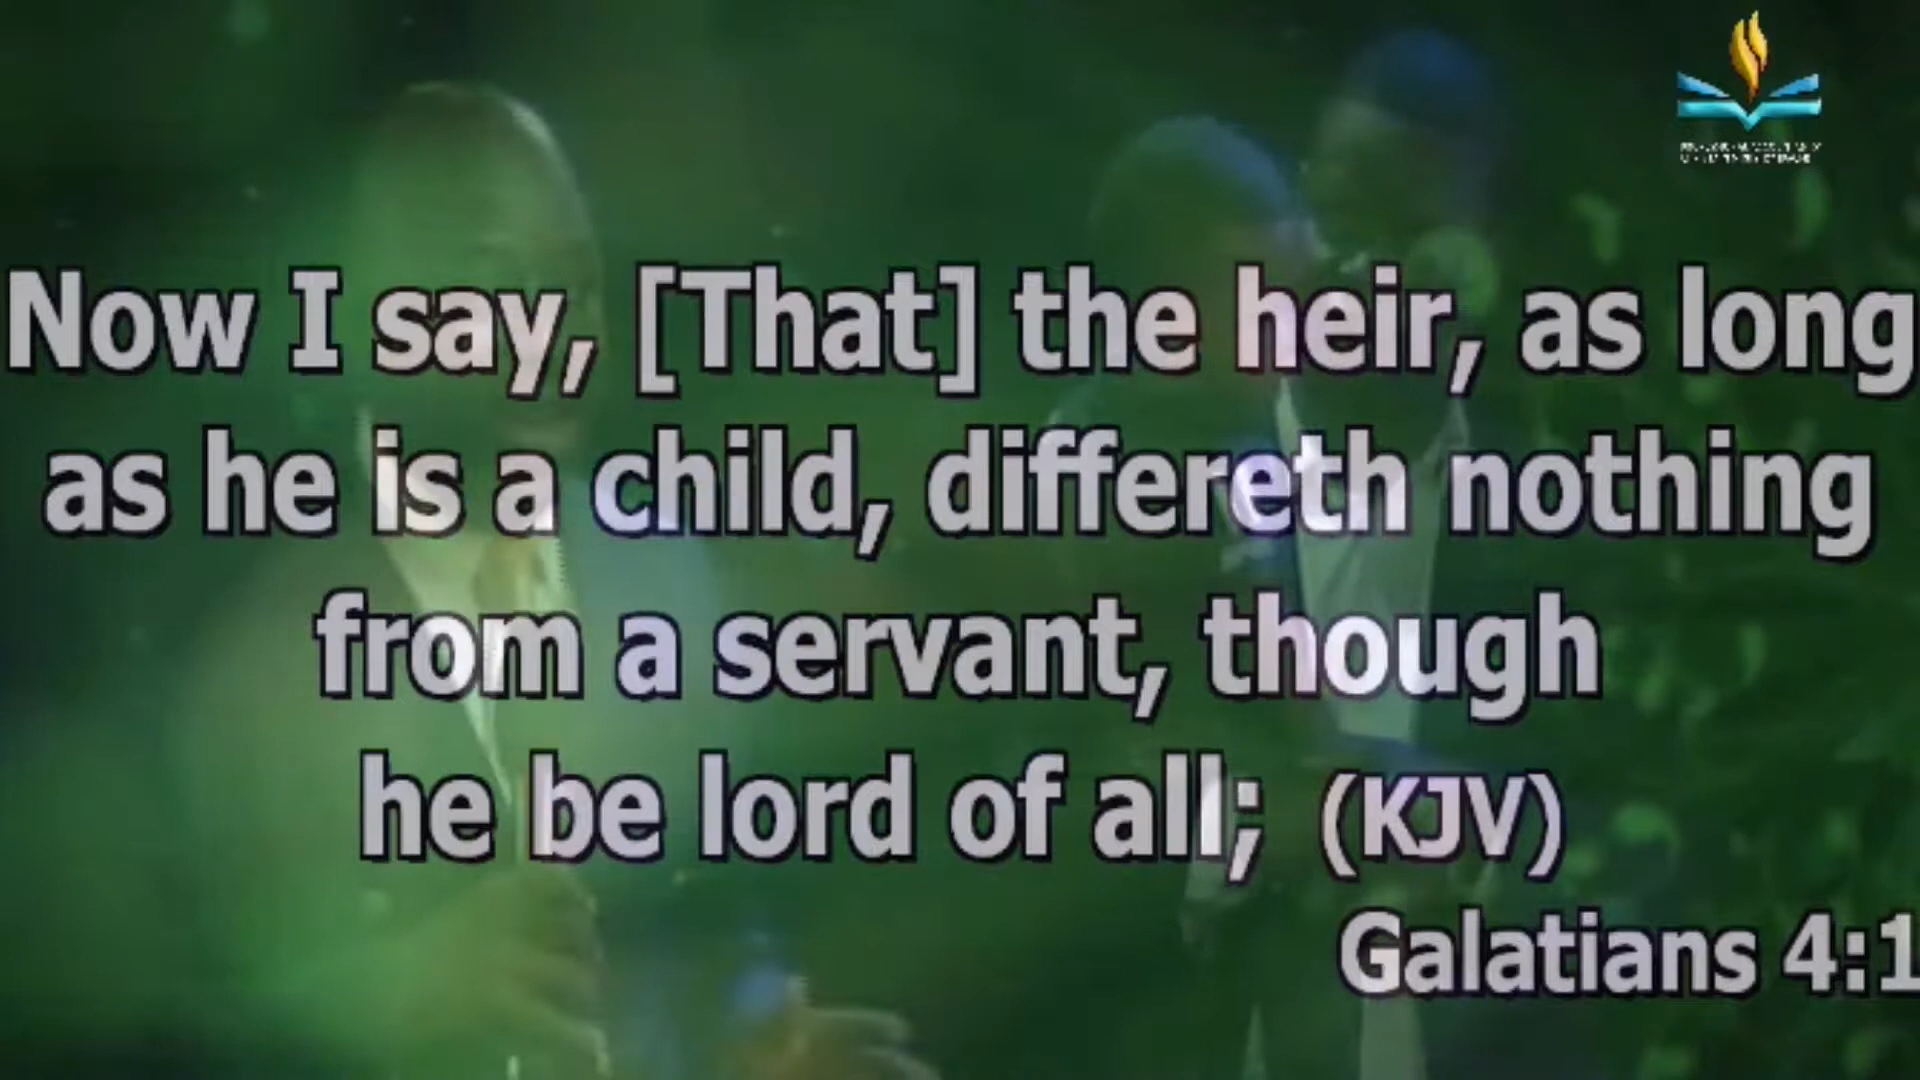 Now I say, [That] the heir, as long
as he is a child, differeth nothing
from a servant, though
he be lord of all; (KJV)
Galatians 4:1